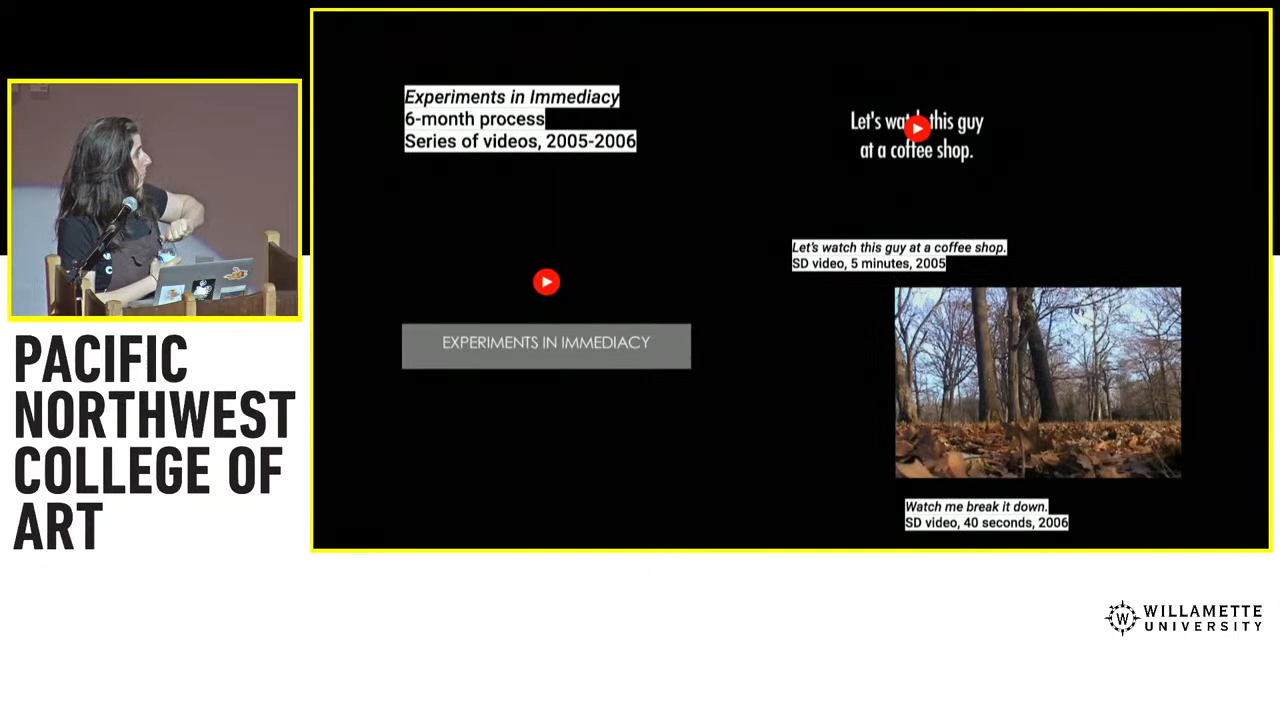 Experiments in Immediacy
6-month process
Series of videos, 2005-2006
EXPERIMENTS IN IMMEDIACY
Let's watch this guy
at a coffee shop.
Let's watch this guy at a coffee shop.
SD video, 5 minutes, 2005
Watch me break it down.
SD video, 40 seconds, 2006
PACIFIC
NORTHWEST
COLLEGE OF
ART
W
WILLAMETTE
UNIVERSITY